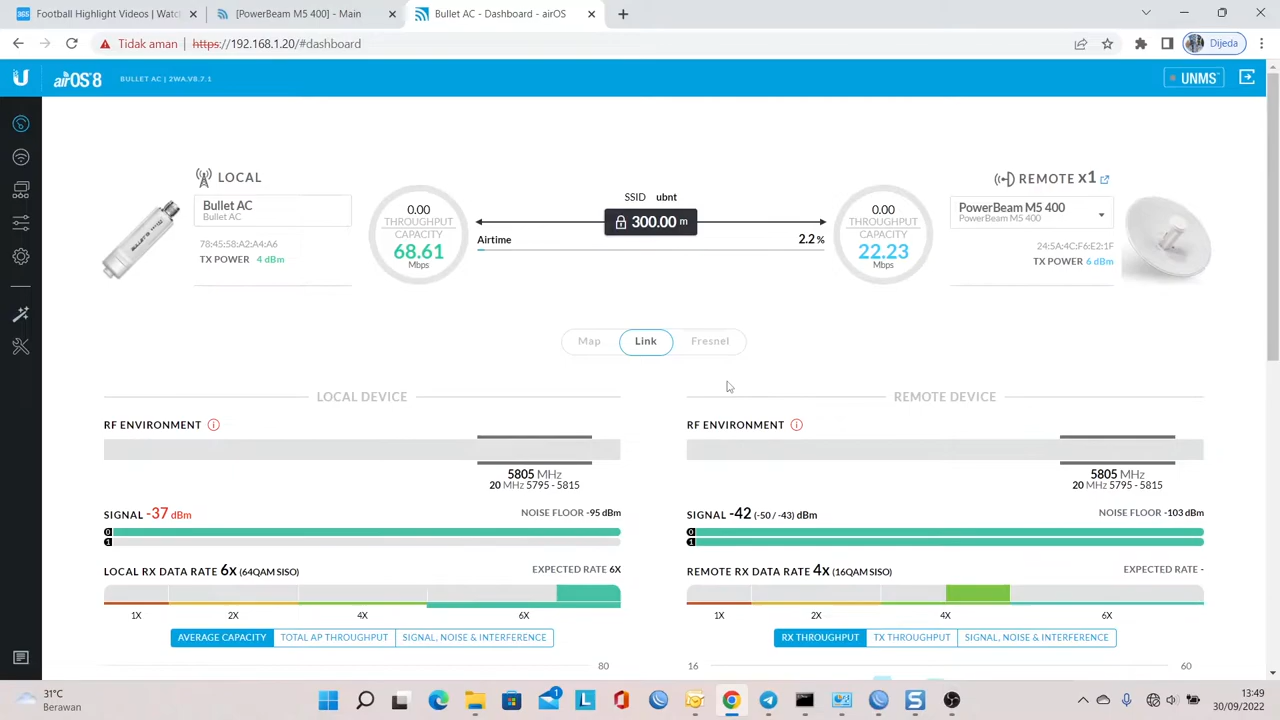 Football Highlights | Watch
[PowerBeam M5 400] - Main
Bullet AC - Dashboard - airOS
Tidak aman
https://192.168.1.20/#dashboard
Dijeda
airOS 8
BULLET AC | 2WA.V8.7.1
UNMS
LOCAL
Bullet AC
Bullet AC
78:45:58:A2:A4:A6
TX POWER 4 dBm
0.00
THROUGHPUT
CAPACITY
68.61
Mbps
SSID ubnt
300.00 m
Airtime 2.2 %
0.00
THROUGHPUT
CAPACITY
22.23
Mbps
REMOTE x1
PowerBeam M5 400
PowerBeam M5 400
24:5A:4C:F6:E2:1F
TX POWER 6 dBm
Map Link Fresnel
LOCAL DEVICE
RF ENVIRONMENT
5805 MHz
20 MHz 5795 - 5815
SIGNAL -37 dBm NOISE FLOOR -95 dBm
0
1
LOCAL RX DATA RATE 6X (64QAM SISO) EXPECTED RATE 6X
1X 2X 4X 6X
AVERAGE CAPACITY TOTAL AP THROUGHPUT SIGNAL, NOISE & INTERFERENCE
80
REMOTE DEVICE
RF ENVIRONMENT
5805 MHz
20 MHz 5795 - 5815
SIGNAL -42 (-50 / -43) dBm NOISE FLOOR -103 dBm
0
1
REMOTE RX DATA RATE 4X (16QAM SISO) EXPECTED RATE -
1X 2X 4X 6X
RX THROUGHPUT TX THROUGHPUT SIGNAL, NOISE & INTERFERENCE
16 60
31°C
Berawan
13:49
30/09/2022